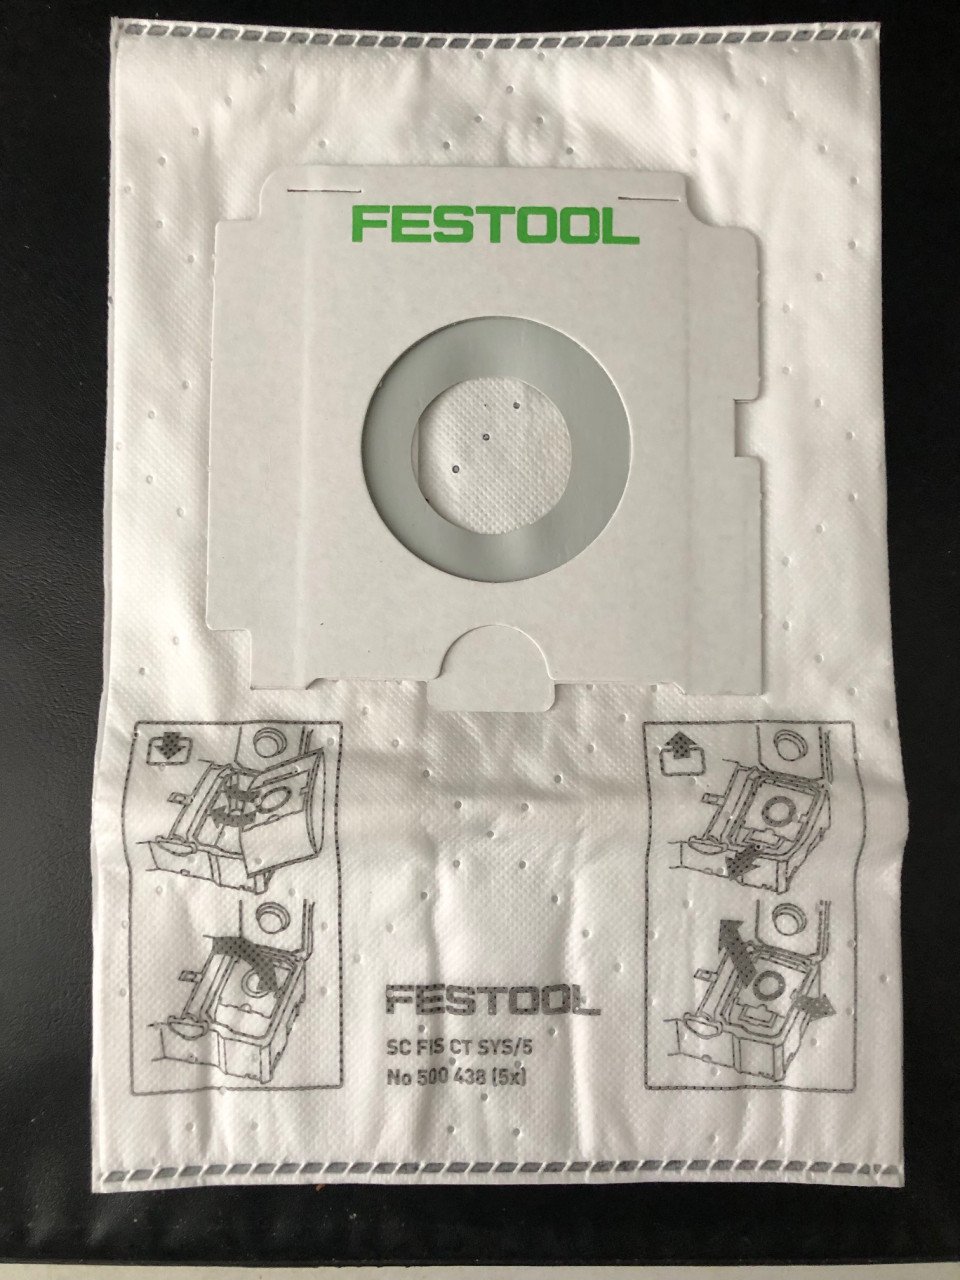 FESTOOL
FESTOOL
SC FIS CT SYS/5
No 500 438 (5x)